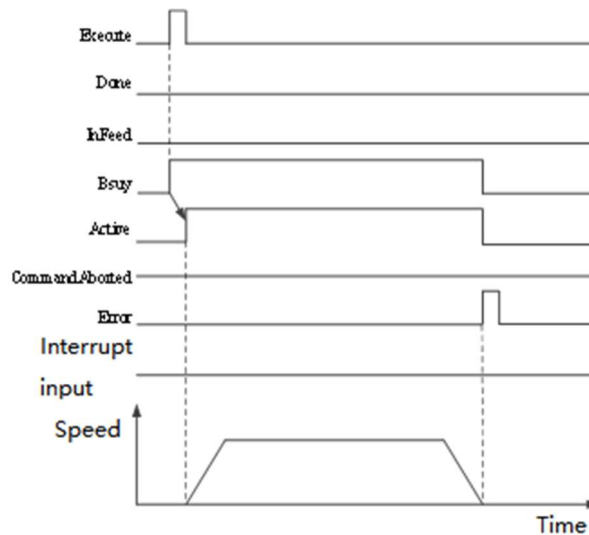 Execute
Done
InFeed
Bsuy
Active
CommandAborted
Error
Interrupt
input
Speed
Time